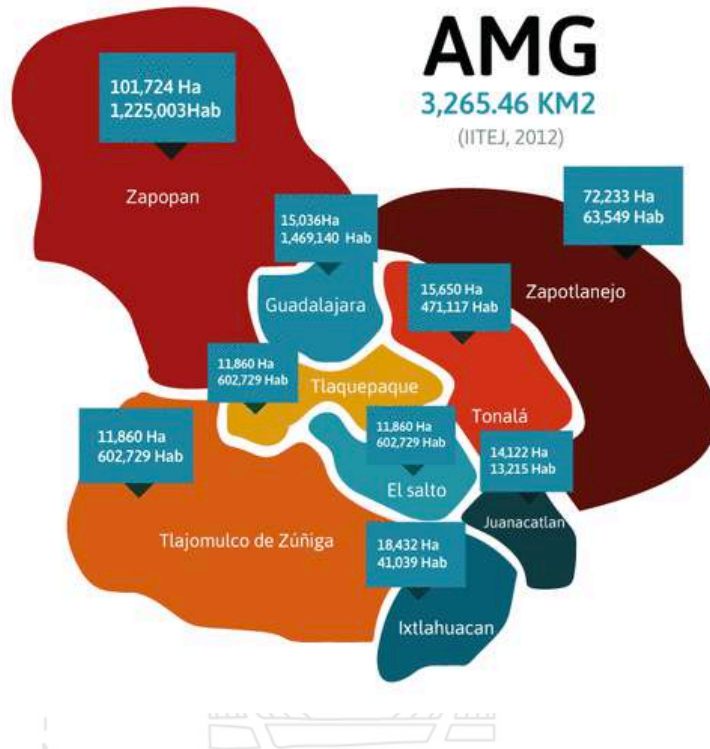 AMG
3,265.46 KM2
(IITEJ, 2012)
101,724 Ha
1,225,003Hab
Zapopan
72,233 Ha
63,549 Hab
Zapotlanejo
15,036Ha
1,469,140 Hab
Guadalajara
15,650 Ha
471,117 Hab
Tonalá
11,860 Ha
602,729 Hab
Tlaquepaque
11,860 Ha
602,729 Hab
Tlajomulco de Zúñiga
11,860 Ha
602,729 Hab
El salto
14,122 Ha
13,215 Hab
Juanacatlan
18,432 Ha
41,039 Hab
Ixtlahuacan